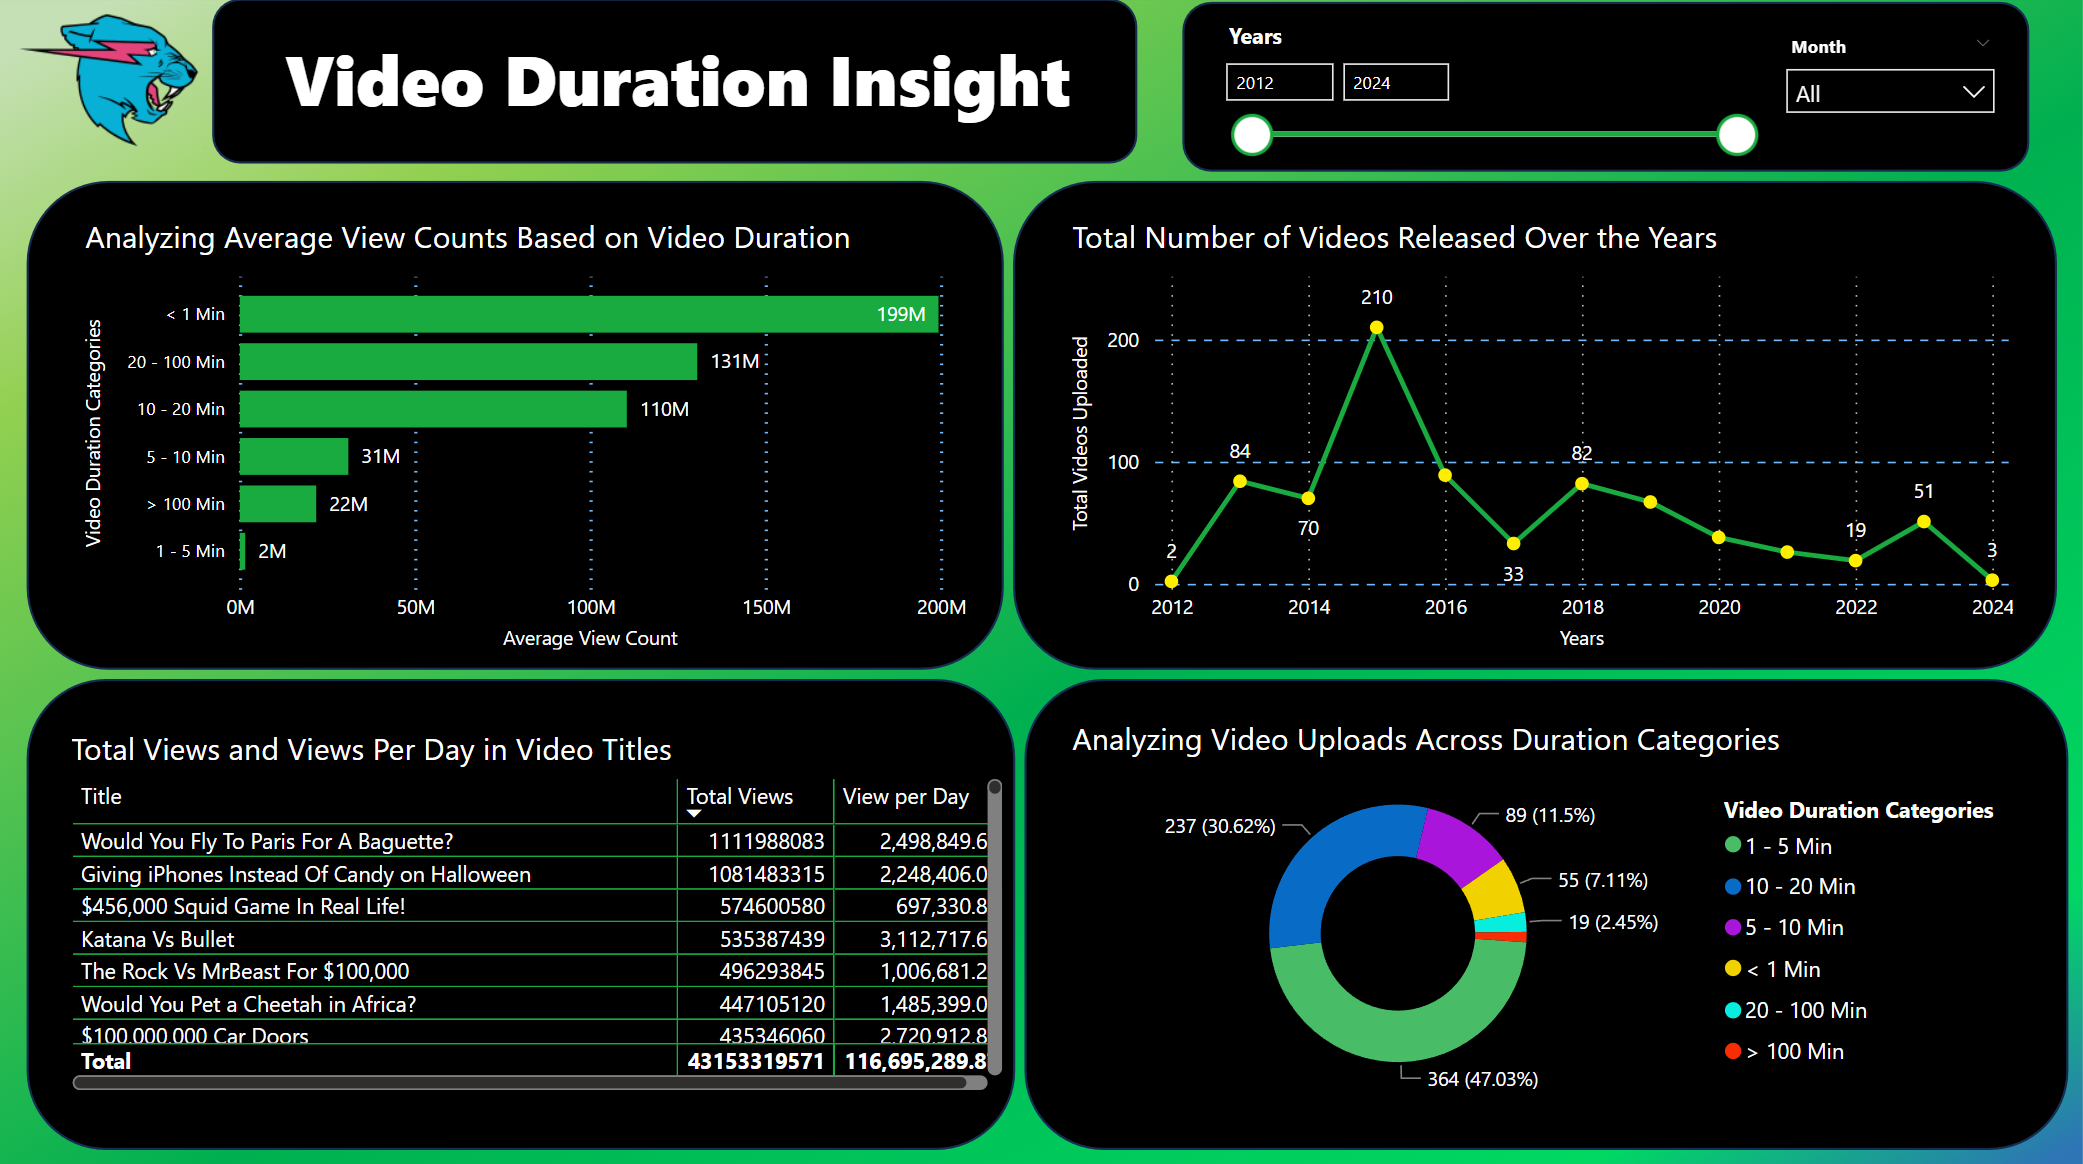 Video Duration Insight
Years
2012
2024
Month
All
Analyzing Average View Counts Based on Video Duration
Video Duration Categories
< 1 Min
199M
20 - 100 Min
131M
10 - 20 Min
110M
5 - 10 Min
31M
> 100 Min
22M
1 - 5 Min
2M
0M
50M
100M
150M
200M
Average View Count
Total Number of Videos Released Over the Years
Total Videos Uploaded
200
100
0
2
84
70
210
33
82
19
51
3
2012
2014
2016
2018
2020
2022
2024
Years
Total Views and Views Per Day in Video Titles
Title Total Views View per Day
Would You Fly To Paris For A Baguette? 1111988083 2,498,849.6
Giving iPhones Instead Of Candy on Halloween 1081483315 2,248,406.0
$456,000 Squid Game In Real Life! 574600580 697,330.8
Katana Vs Bullet 535387439 3,112,717.6
The Rock Vs MrBeast For $100,000 496293845 1,006,681.2
Would You Pet a Cheetah in Africa? 447105120 1,485,399.0
$100,000,000 Car Doors 435346060 2,720,912.8
Total 43153319571 116,695,289.8
Analyzing Video Uploads Across Duration Categories
237 (30.62%)
89 (11.5%)
55 (7.11%)
19 (2.45%)
364 (47.03%)
Video Duration Categories
1 - 5 Min
10 - 20 Min
5 - 10 Min
< 1 Min
20 - 100 Min
> 100 Min